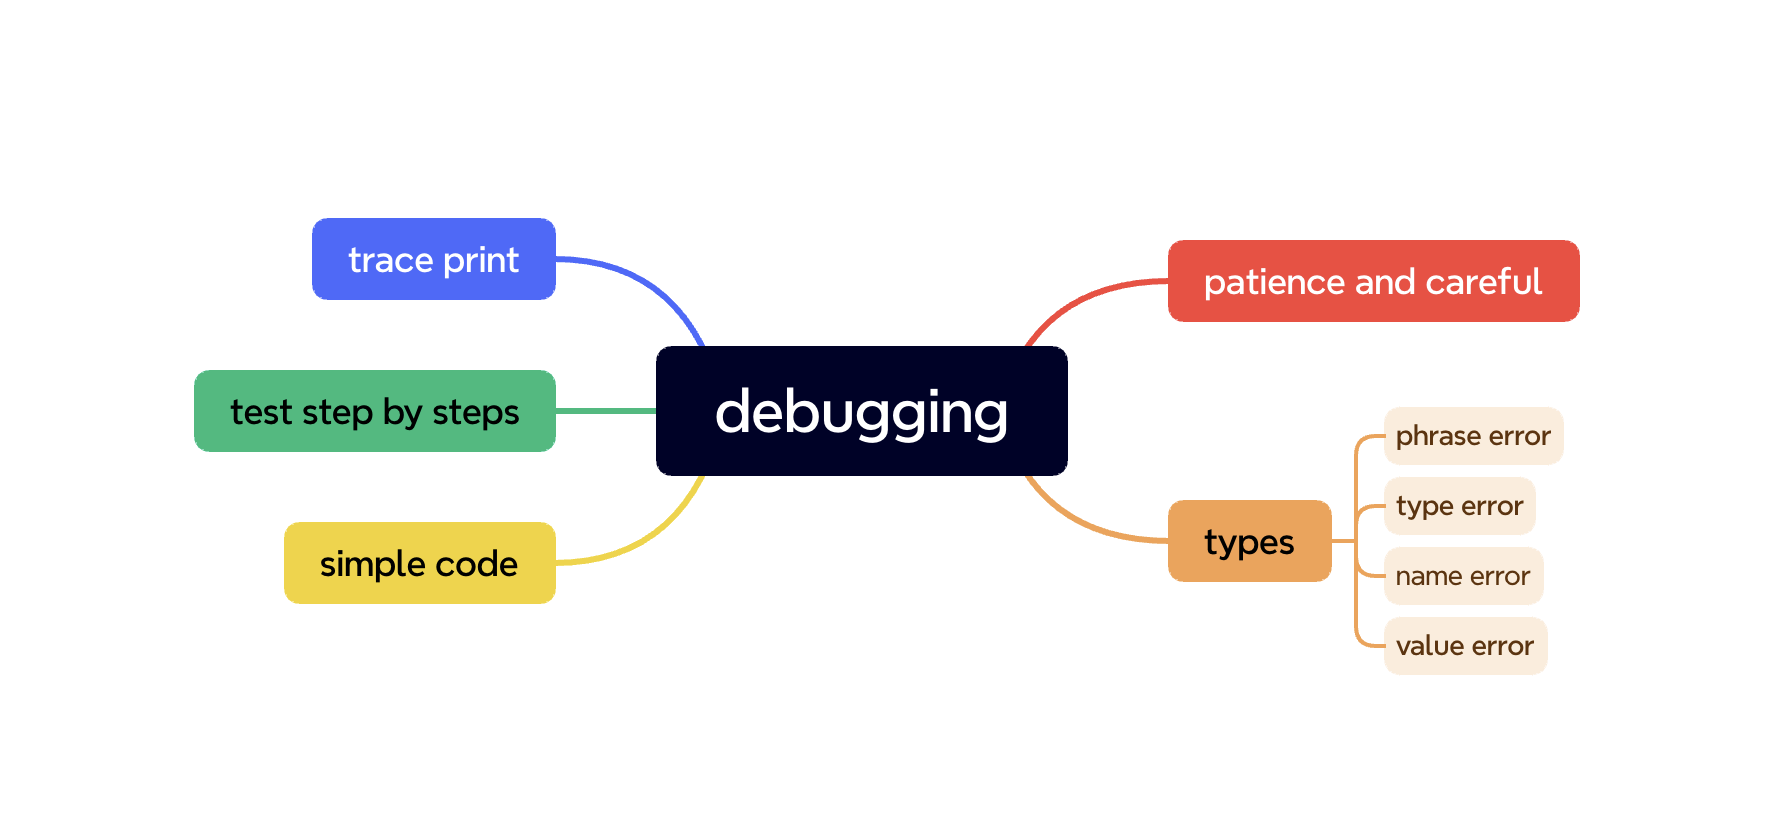 trace print
patience and careful
debugging
test step by steps
simple code
types
phrase error
type error
name error
value error